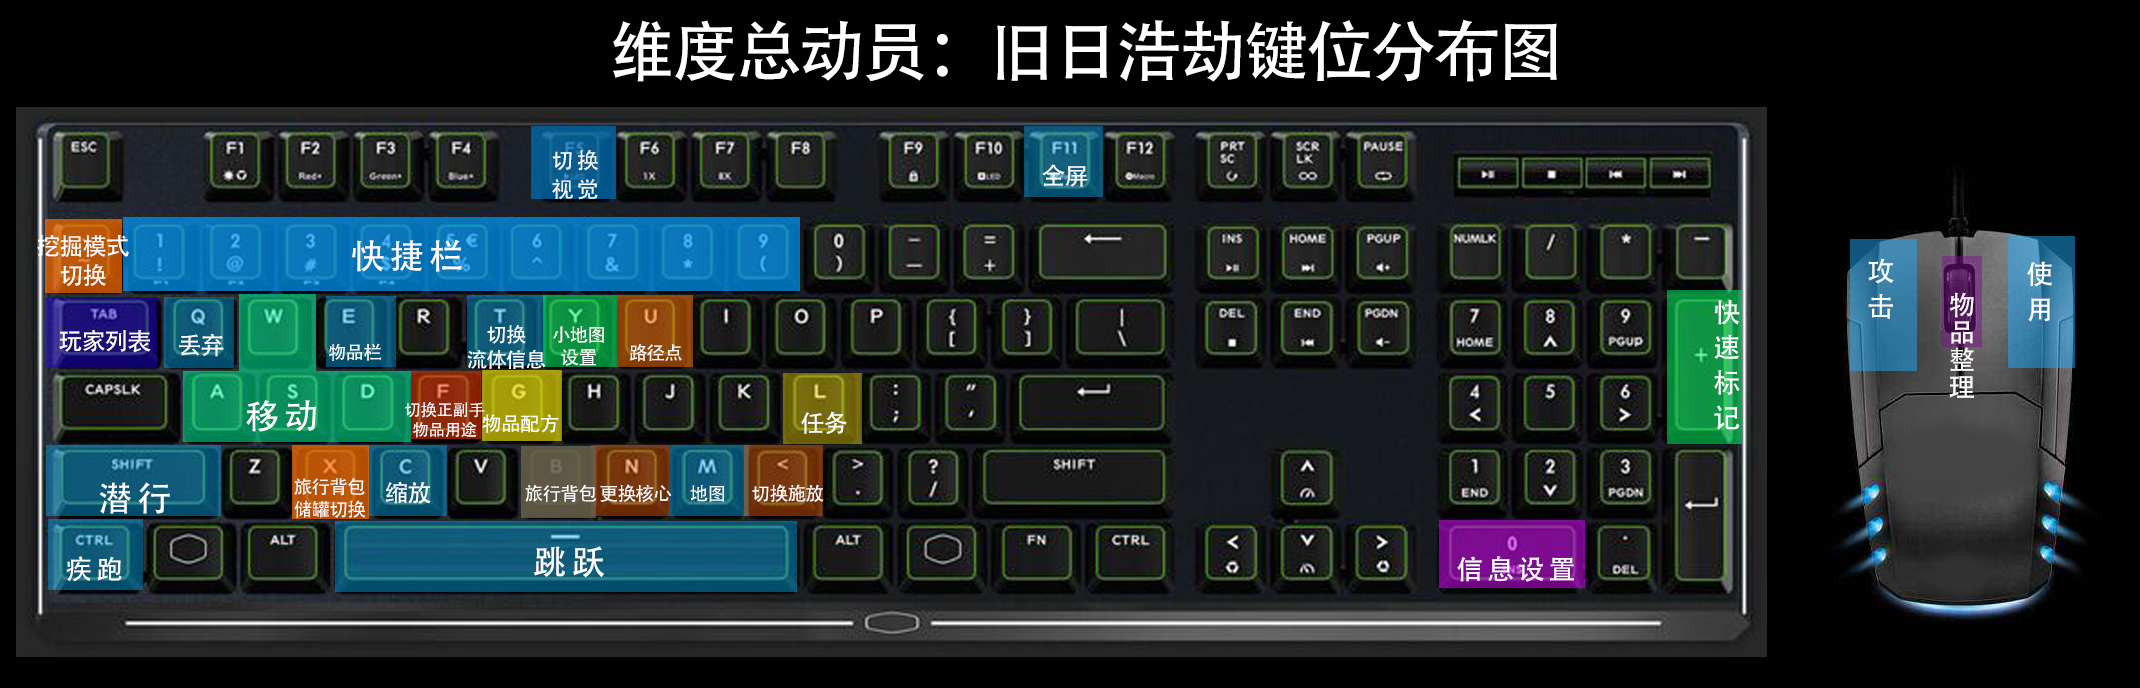 维度总动员：旧日浩劫键位分布图
ESC
F1
F2
Red+
F3
Green+
F4
Blue+
切换
视觉
F6
1X
F7
8X
F8
F9
F10
LED
F11
全屏
F12
Macro
PRT
SC
SCR
LK
PAUSE
挖掘模式
切换
1
!
2
@
3
#
4
5 €
%
6
^
7
&
8
*
9
(
快捷栏
0
)
INS
HOME
PGUP
NUMLK
/
*
TAB
玩家列表
Q
丢弃
W
E
物品栏
R
T
切换
流体信息
Y
小地图
设置
U
路径点
I
O
P
{
[
}
]
|
\
DEL
END
PGDN
7
HOME
8
9
PGUP
+
快速标记
CAPSLK
A
S
D
移动
F
切换正副手
物品用途
G
物品配方
H
J
K
L
任务
:
;
4
<
5
6
>
SHIFT
潜行
Z
X
旅行背包
储罐切换
C
缩放
V
B
旅行背包
N
更换核心
M
地图
<
切换施放
>
.
?
/
SHIFT
1
END
2
3
PGDN
CTRL
疾跑
ALT
跳跃
ALT
FN
CTRL
0
信息设置
.
DEL
攻击
物品整理
使用